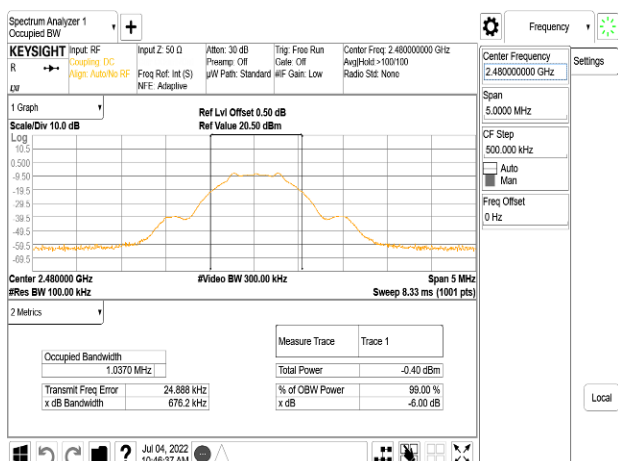 Spectrum Analyzer 1
Occupied BW
+
Frequency
KEYSIGHT Input: RF Input Z: 50 Ω Atten: 30 dB Trig: Free Run Center Freq: 2.480000000 GHz
R Coupling: DC Preamp: Off Gate: Off Avg|Hold:>100/100
Align: Auto/No RF Freq Ref: Int (S) µW Path: Standard #IF Gain: Low Radio Std: None
NFE: Adaptive
1 Graph
Ref Lvl Offset 0.50 dB
Scale/Div 10.0 dB Ref Value 20.50 dBm
Log
10.5
0.500
-9.50
-19.5
-29.5
-39.5
-49.5
-59.5
-69.5
Center 2.480000 GHz #Video BW 300.00 kHz Span 5 MHz
#Res BW 100.00 kHz Sweep 8.33 ms (1001 pts)
2 Metrics
Measure Trace Trace 1
Occupied Bandwidth
1.0370 MHz
Total Power -0.40 dBm
Transmit Freq Error 24.888 kHz % of OBW Power 99.00 %
x dB Bandwidth 676.2 kHz x dB -6.00 dB
Jul 04, 2022
10:46:37 AM
Center Frequency
2.480000000 GHz
Settings
Span
5.0000 MHz
CF Step
500.000 kHz
Auto
Man
Freq Offset
0 Hz
Local